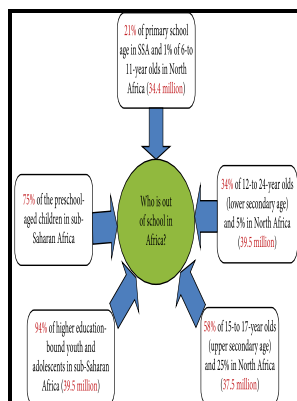 21% of primary school
age in SSA and 1% of 6-to
11-year olds in North
Africa (34.4 million)
75% of the preschool-
aged children in sub-
Saharan Africa
Who is out
of school in
Africa?
34% of 12-to 24-year olds
(lower secondary age)
and 5% in North Africa
(39.5 million)
94% of higher education-
bound youth and
adolescents in sub-Saharan
Africa (39.5 million)
58% of 15-to 17-year olds
(upper secondary age)
and 25% in North Africa
(37.5 million)